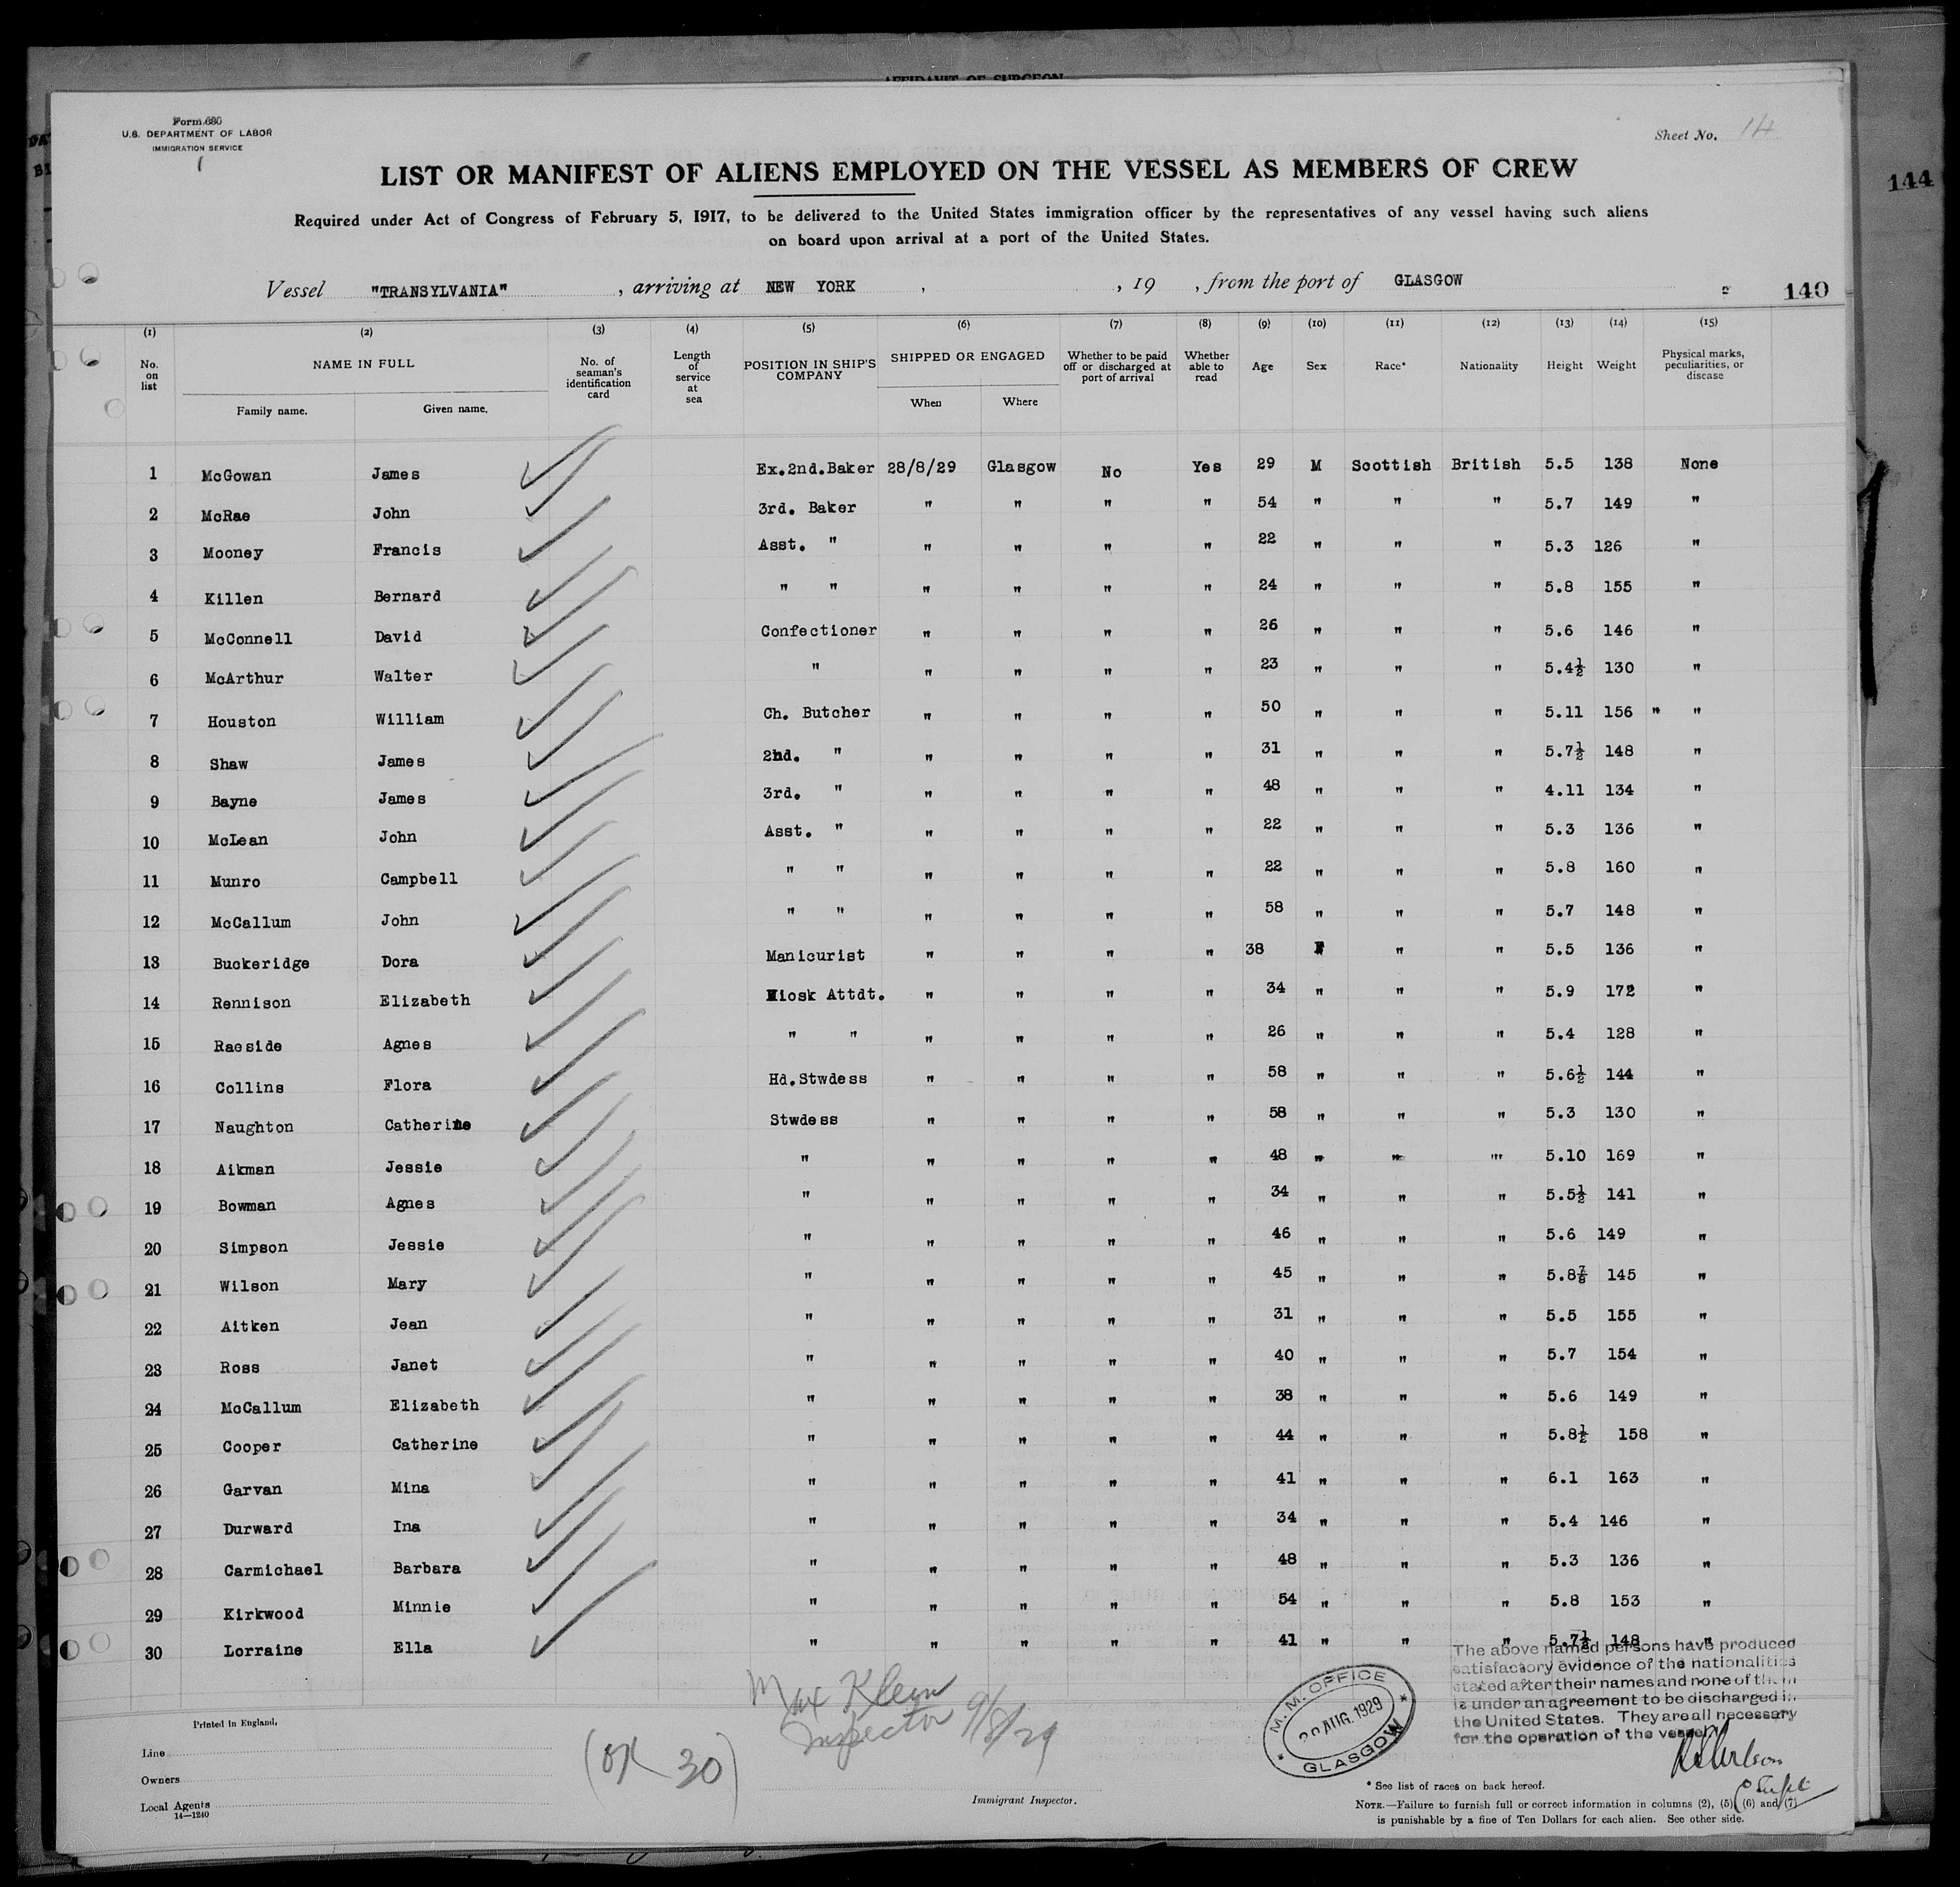 AFFIDAVIT OF SURGEON
Form 680
U.S. DEPARTMENT OF LABOR
IMMIGRATION SERVICE
Sheet No. 14
144
LIST OR MANIFEST OF ALIENS EMPLOYED ON THE VESSEL AS MEMBERS OF CREW
Required under Act of Congress of February 5, 1917, to be delivered to the United States immigration officer by the representatives of any vessel having such aliens
on board upon arrival at a port of the United States.
Vessel "TRANSYLVANIA", arriving at NEW YORK, , 19 , from the port of GLASGOW
140
(1) (2) (3) (4) (5) (6) (7) (8) (9) (10) (11) (12) (13) (14) (15)
No. on list NAME IN FULL No. of seaman's identification card Length of service at sea POSITION IN SHIP'S COMPANY SHIPPED OR ENGAGED Whether to be paid off or discharged at port of arrival Whether able to read Age Sex Race* Nationality Height Weight Physical marks, peculiarities, or disease
Family name. Given name. When Where
1 McGowan James Ex.2nd.Baker 28/8/29 Glasgow No Yes 29 M Scottish British 5.5 138 None
2 McRae John 3rd. Baker " " " " 54 " " " 5.7 149 "
3 Mooney Francis Asst. " " " " " 22 " " " 5.3 126 "
4 Killen Bernard " " " " " " 24 " " " 5.8 155 "
5 McConnell David Confectioner " " " " 26 " " " 5.6 146 "
6 McArthur Walter " " " " " 23 " " " 5.4½ 130 "
7 Houston William Ch. Butcher " " " " 50 " " " 5.11 156 " "
8 Shaw James 2nd. " " " " " 31 " " " 5.7½ 148 "
9 Bayne James 3rd. " " " " " 48 " " " 4.11 134 "
10 McLean John Asst. " " " " " 22 " " " 5.3 136 "
11 Munro Campbell " " " " " " 22 " " " 5.8 160 "
12 McCallum John " " " " " " 58 " " " 5.7 148 "
13 Buckeridge Dora Manicurist " " " " 38 F " " 5.5 136 "
14 Rennison Elizabeth Kiosk Attdt. " " " " 34 " " " 5.9 172 "
15 Raeside Agnes " " " " " " 26 " " " 5.4 128 "
16 Collins Flora Hd.Stwdess " " " " 58 " " " 5.6½ 144 "
17 Naughton Catherine Stwdess " " " " 58 " " " 5.3 130 "
18 Aikman Jessie " " " " " 48 " " " 5.10 169 "
19 Bowman Agnes " " " " " 34 " " " 5.5½ 141 "
20 Simpson Jessie " " " " " 46 " " " 5.6 149 "
21 Wilson Mary " " " " " 45 " " " 5.8⅞ 145 "
22 Aitken Jean " " " " " 31 " " " 5.5 155 "
23 Ross Janet " " " " " 40 " " " 5.7 154 "
24 McCallum Elizabeth " " " " " 38 " " " 5.6 149 "
25 Cooper Catherine " " " " " 44 " " " 5.8½ 158 "
26 Garvan Mina " " " " " 41 " " " 6.1 163 "
27 Durward Ina " " " " " 34 " " " 5.4 146 "
28 Carmichael Barbara " " " " " 48 " " " 5.3 136 "
29 Kirkwood Minnie " " " " " 54 " " " 5.8 153 "
30 Lorraine Ella " " " " " 41 " " " 5.7½ 148 "
The above named persons have produced
satisfactory evidence of the nationalities
stated after their names and none of them
is under an agreement to be discharged in
the United States. They are all necessary
for the operation of the vessel.
M. M. OFFICE
AUG. 1929
GLASGOW
Max Klein
Inspector 9/8/29
(OK 30)
Printed in England.
Line
Owners
Local Agents
14—1240
Immigrant Inspector.
* See list of races on back hereof.
NOTE.—Failure to furnish full or correct information in columns (2), (5), (6) and (7)
is punishable by a fine of Ten Dollars for each alien. See other side.